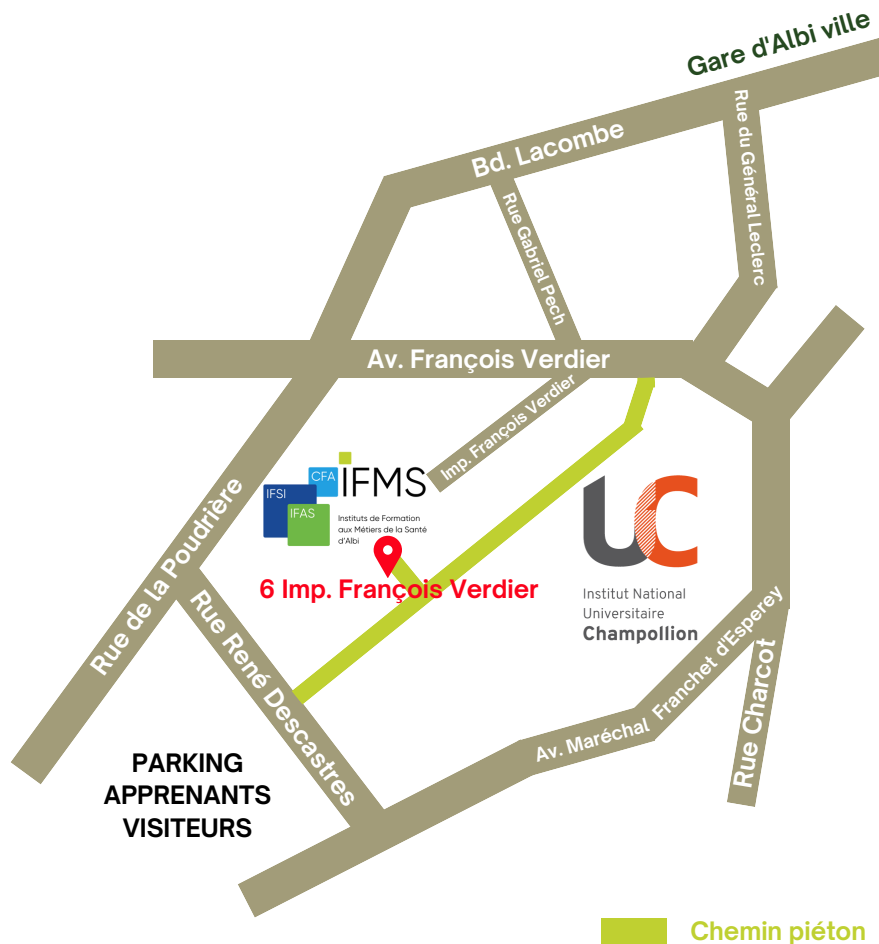 Gare d'Albi ville
Bd. Lacombe
Rue du Général Leclerc
Rue Gabriel Pech
Av. François Verdier
Imp. François Verdier
CFA
IFSI
IFAS
iFMS
Instituts de Formation
aux Métiers de la Santé
d'Albi
6 Imp. François Verdier
Institut National
Universitaire
Champollion
Rue de la Poudrière
Rue René Descastres
Av. Maréchal Franchet d'Esperey
Rue Charcot
PARKING
APPRENANTS
VISITEURS
Chemin piéton